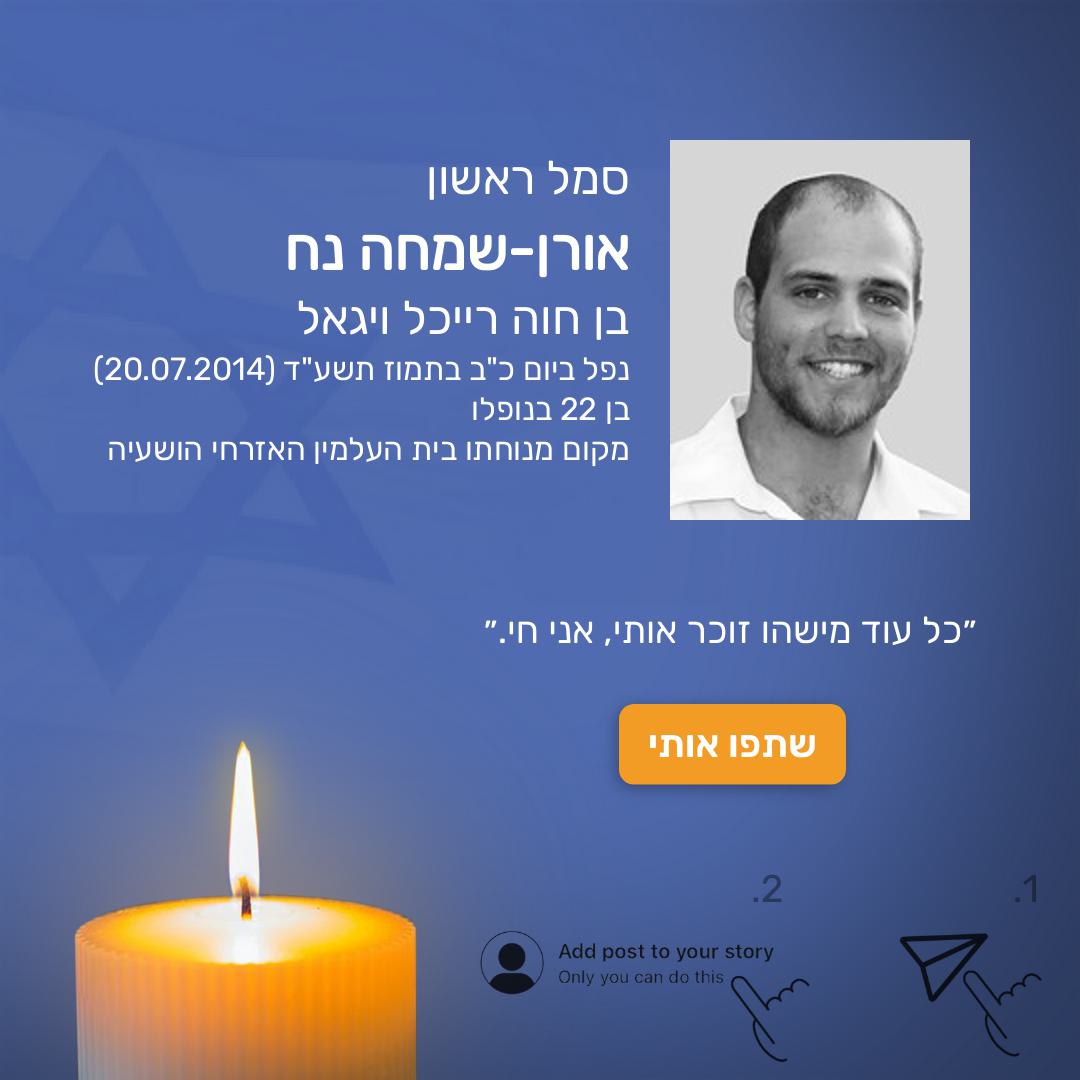 סמל ראשון
אורן-שמחה נח
בן חוה רייכל ויגאל
נפל ביום כ"ב בתמוז תשע"ד (20.07.2014)
בן 22 בנופלו
מקום מנוחתו בית העלמין האזרחי הושעיה
״כל עוד מישהו זוכר אותי, אני חי.״
שתפו אותי
.1
.2
Add post to your story
Only you can do this